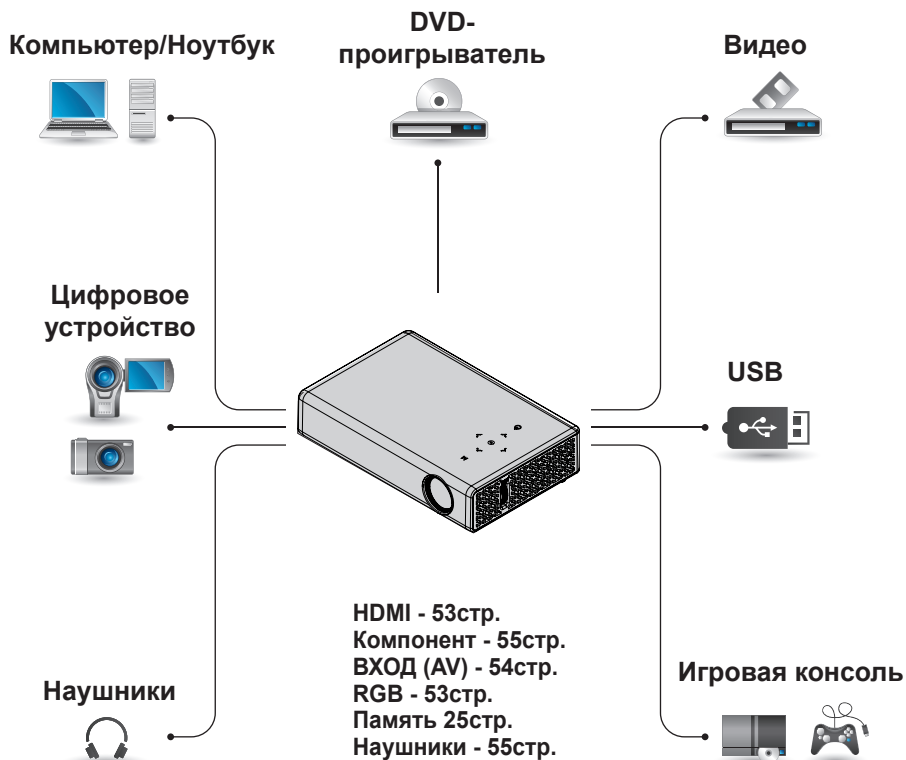 Компьютер/Ноутбук
DVD-
проигрыватель
Видео
Цифровое
устройство
USB
HDMI - 53стр.
Компонент - 55стр.
ВХОД (AV) - 54стр.
RGB - 53стр.
Память 25стр.
Наушники - 55стр.
Наушники
Игровая консоль